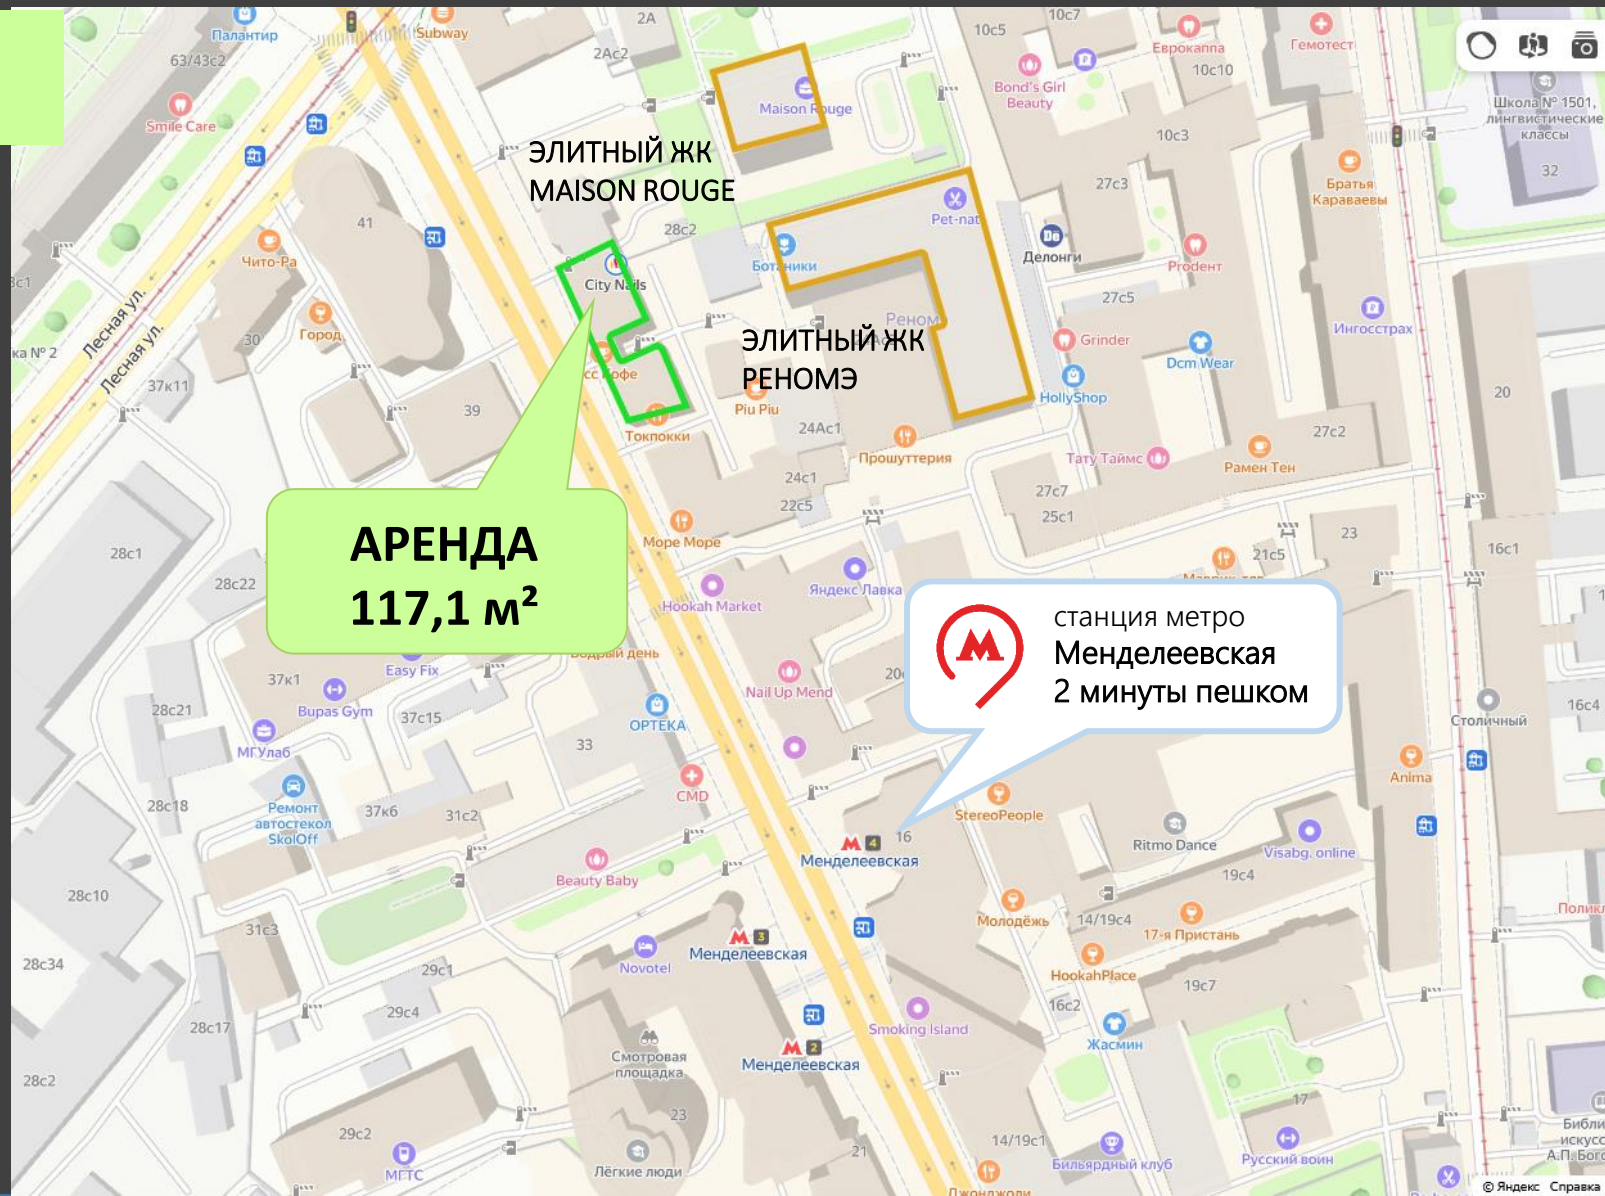 Палантир
Subway
2А
10с7
10с5
Еврокаппа
Гемотест
63/43с2
2Ас2
10с10
Bond's Girl
Beauty
Maison Rouge
Школа № 1501,
лингвистические
классы
Smile Care
10с3
ЭЛИТНЫЙ ЖК
MAISON ROUGE
32
27с3
Братья
Караваевы
41
28с2
Pet-nat
Чито-Ра
Ботаники
Делонги
Prodent
City Nails
27с5
Лесная ул.
Лесная ул.
Город
30
Ингосстрах
ЭЛИТНЫЙ ЖК
РЕНОМЭ
Grinder
Dcm Wear
37к11
39
HollyShop
20
Piu Piu
Токпокки
24Ас1
27с2
Прошуттерия
Тату Таймс
Рамен Тен
24с1
22с5
27с7
25с1
АРЕНДА
117,1 м²
Море Море
23
28с1
21с5
16с1
28с22
Яндекс Лавка
Hookah Market
станция метро
Менделеевская
2 минуты пешком
Easy Fix
37к1
Nail Up Mend
28с21
Bupas Gym
37с15
ОРТЕКА
16с4
Столичный
МГУлаб
33
Anima
CMD
28с18
Ремонт
автостекол
SkolOff
37к6
31с2
StereoPeople
16
4
Менделеевская
Ritmo Dance
Visabg. online
Beauty Baby
19с4
28с10
Молодёжь
14/19с4
17-я Пристань
31с3
3
Менделеевская
28с34
29с1
Novotel
HookahPlace
19с7
29с4
16с2
28с17
Smoking Island
Жасмин
2
Менделеевская
Смотровая
площадка
28с2
17
23
29с2
14/19с1
21
МГТС
Лёгкие люди
Бильярдный клуб
Русский воин
Джонджоли
© Яндекс Справка